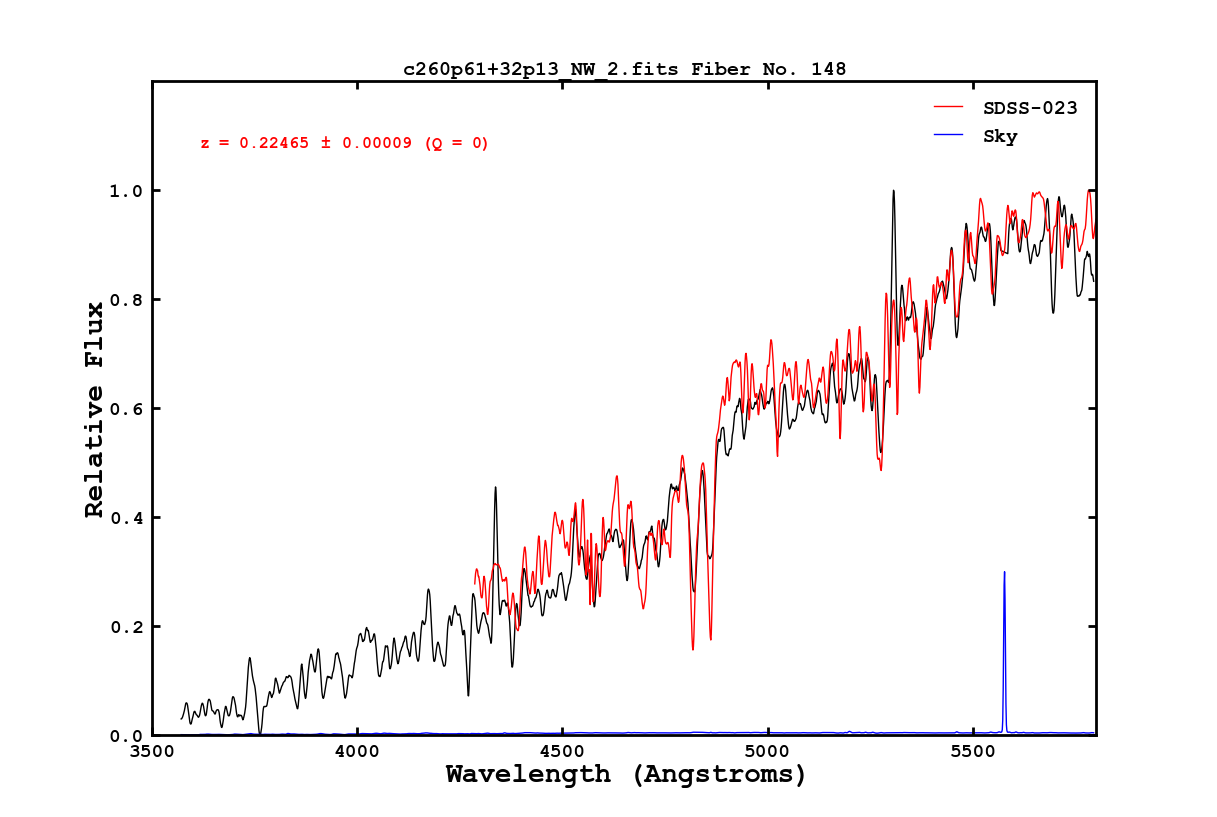 c260p61+32p13_NW_2.fits Fiber No. 148
SDSS-023
Sky
z = 0.22465 ± 0.00009 (Q = 0)
1.0
0.8
0.6
0.4
0.2
0.0
Relative Flux
3500 4000 4500 5000 5500
Wavelength (Angstroms)